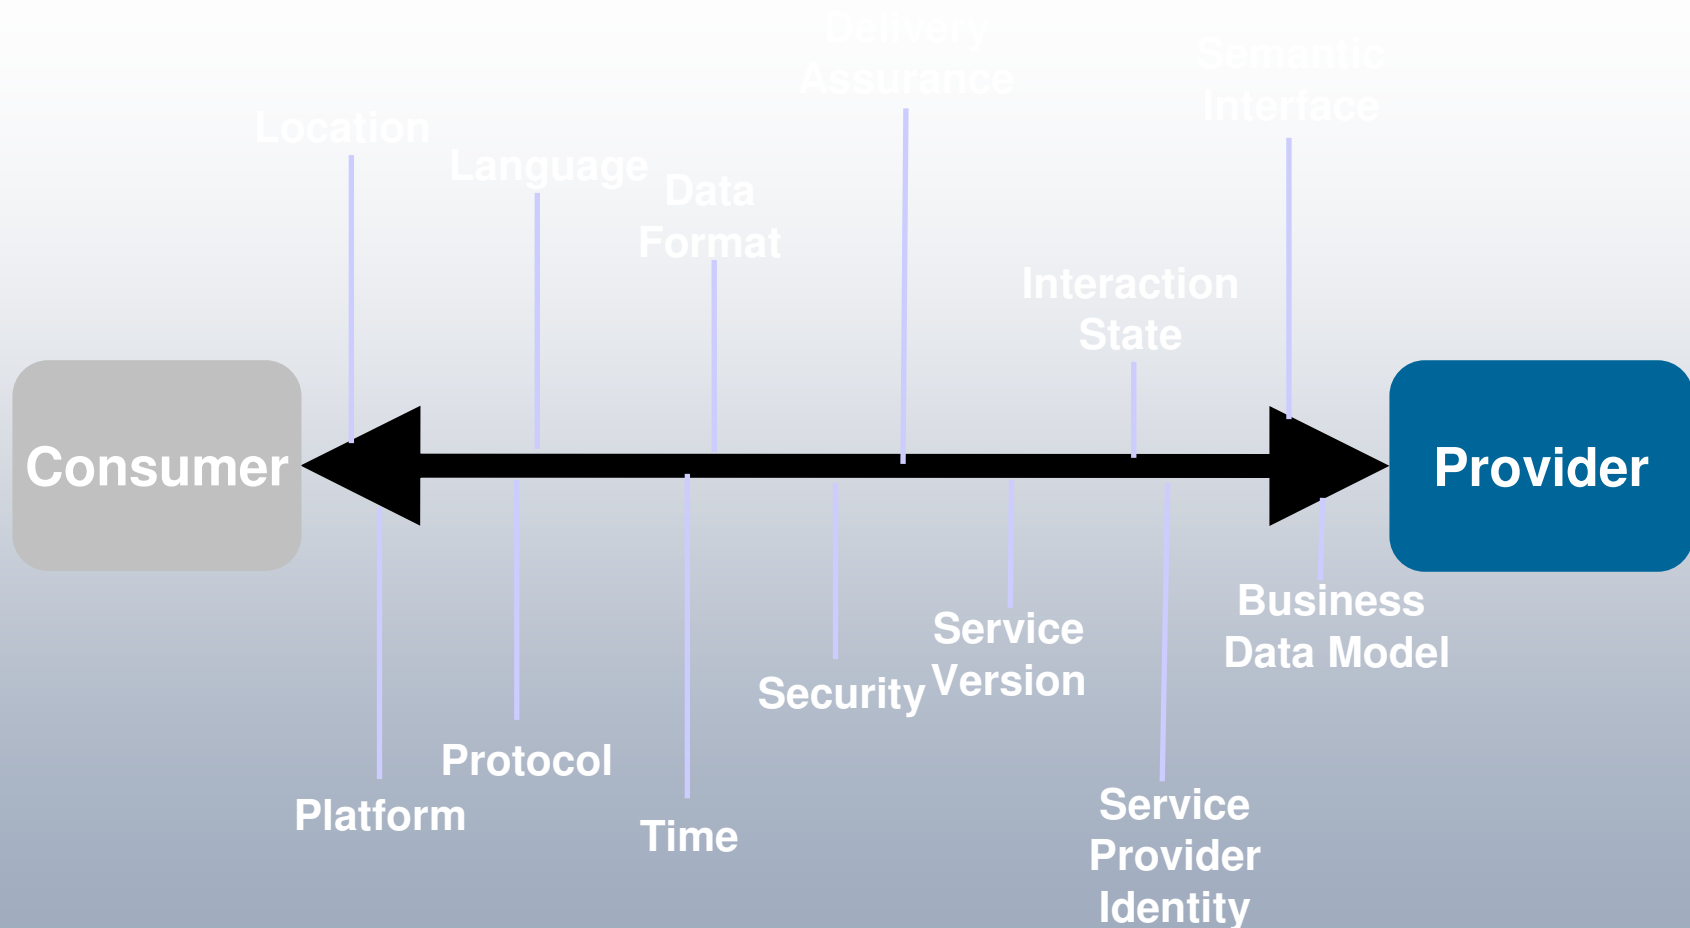 Delivery
Assurance
Semantic
Interface
Location
Language
Data
Format
Interaction
State
Consumer
Provider
Business
Data Model
Service
Version
Security
Protocol
Platform
Time
Service
Provider
Identity